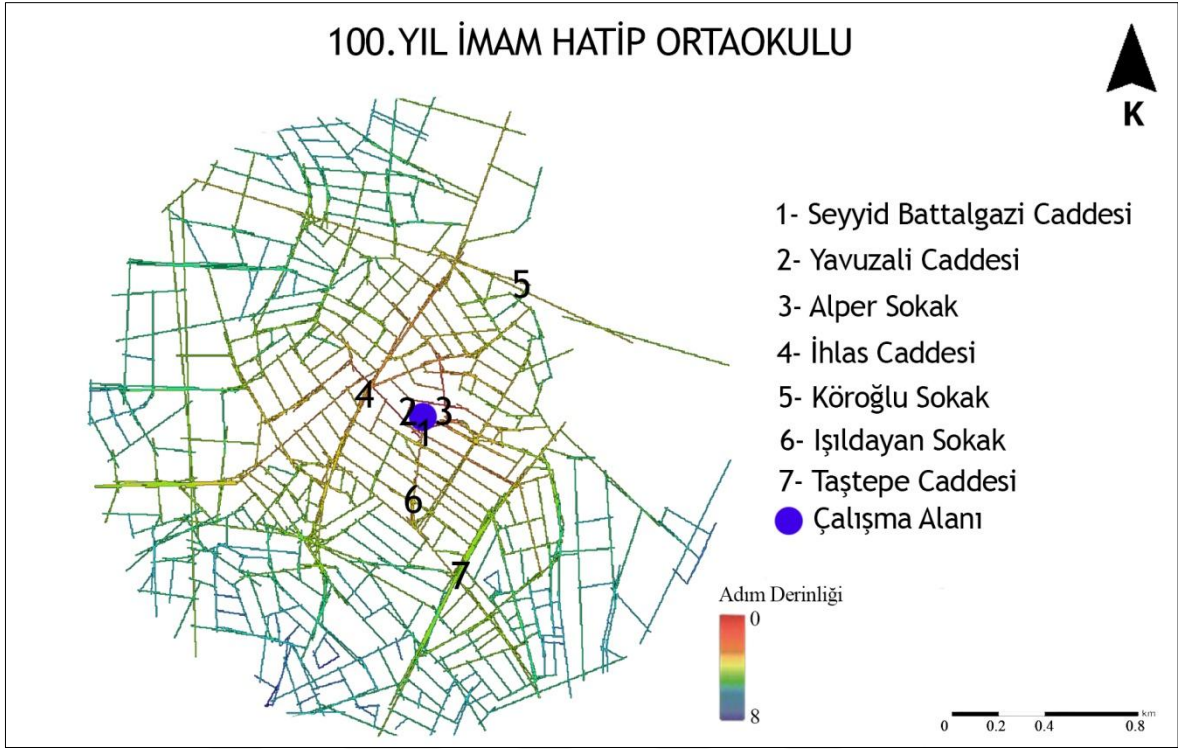 100.YIL İMAM HATİP ORTAOKULU
K
1- Seyyid Battalgazi Caddesi
2- Yavuzali Caddesi
3- Alper Sokak
4- İhlas Caddesi
5- Köroğlu Sokak
6- Işıldayan Sokak
7- Taştepe Caddesi
Çalışma Alanı
5
4
2 3
1
6
7
Adım Derinliği
0
8
km
0 0.2 0.4 0.8